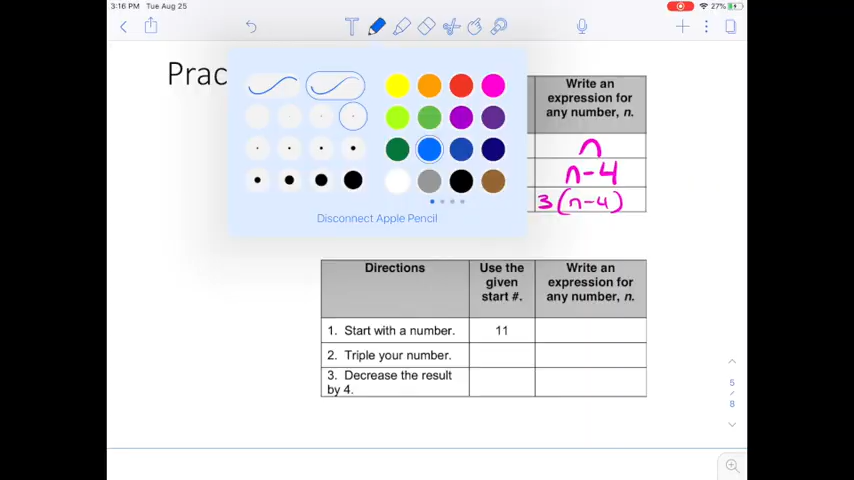 3:16 PM Tue Aug 25
27%
Prac
Write an
expression for
any number, n.
n
n-4
3(n-4)
Disconnect Apple Pencil
Directions
Use the
given
start #.
Write an
expression for
any number, n.
1. Start with a number.
11
2. Triple your number.
3. Decrease the result
by 4.
5
/
8